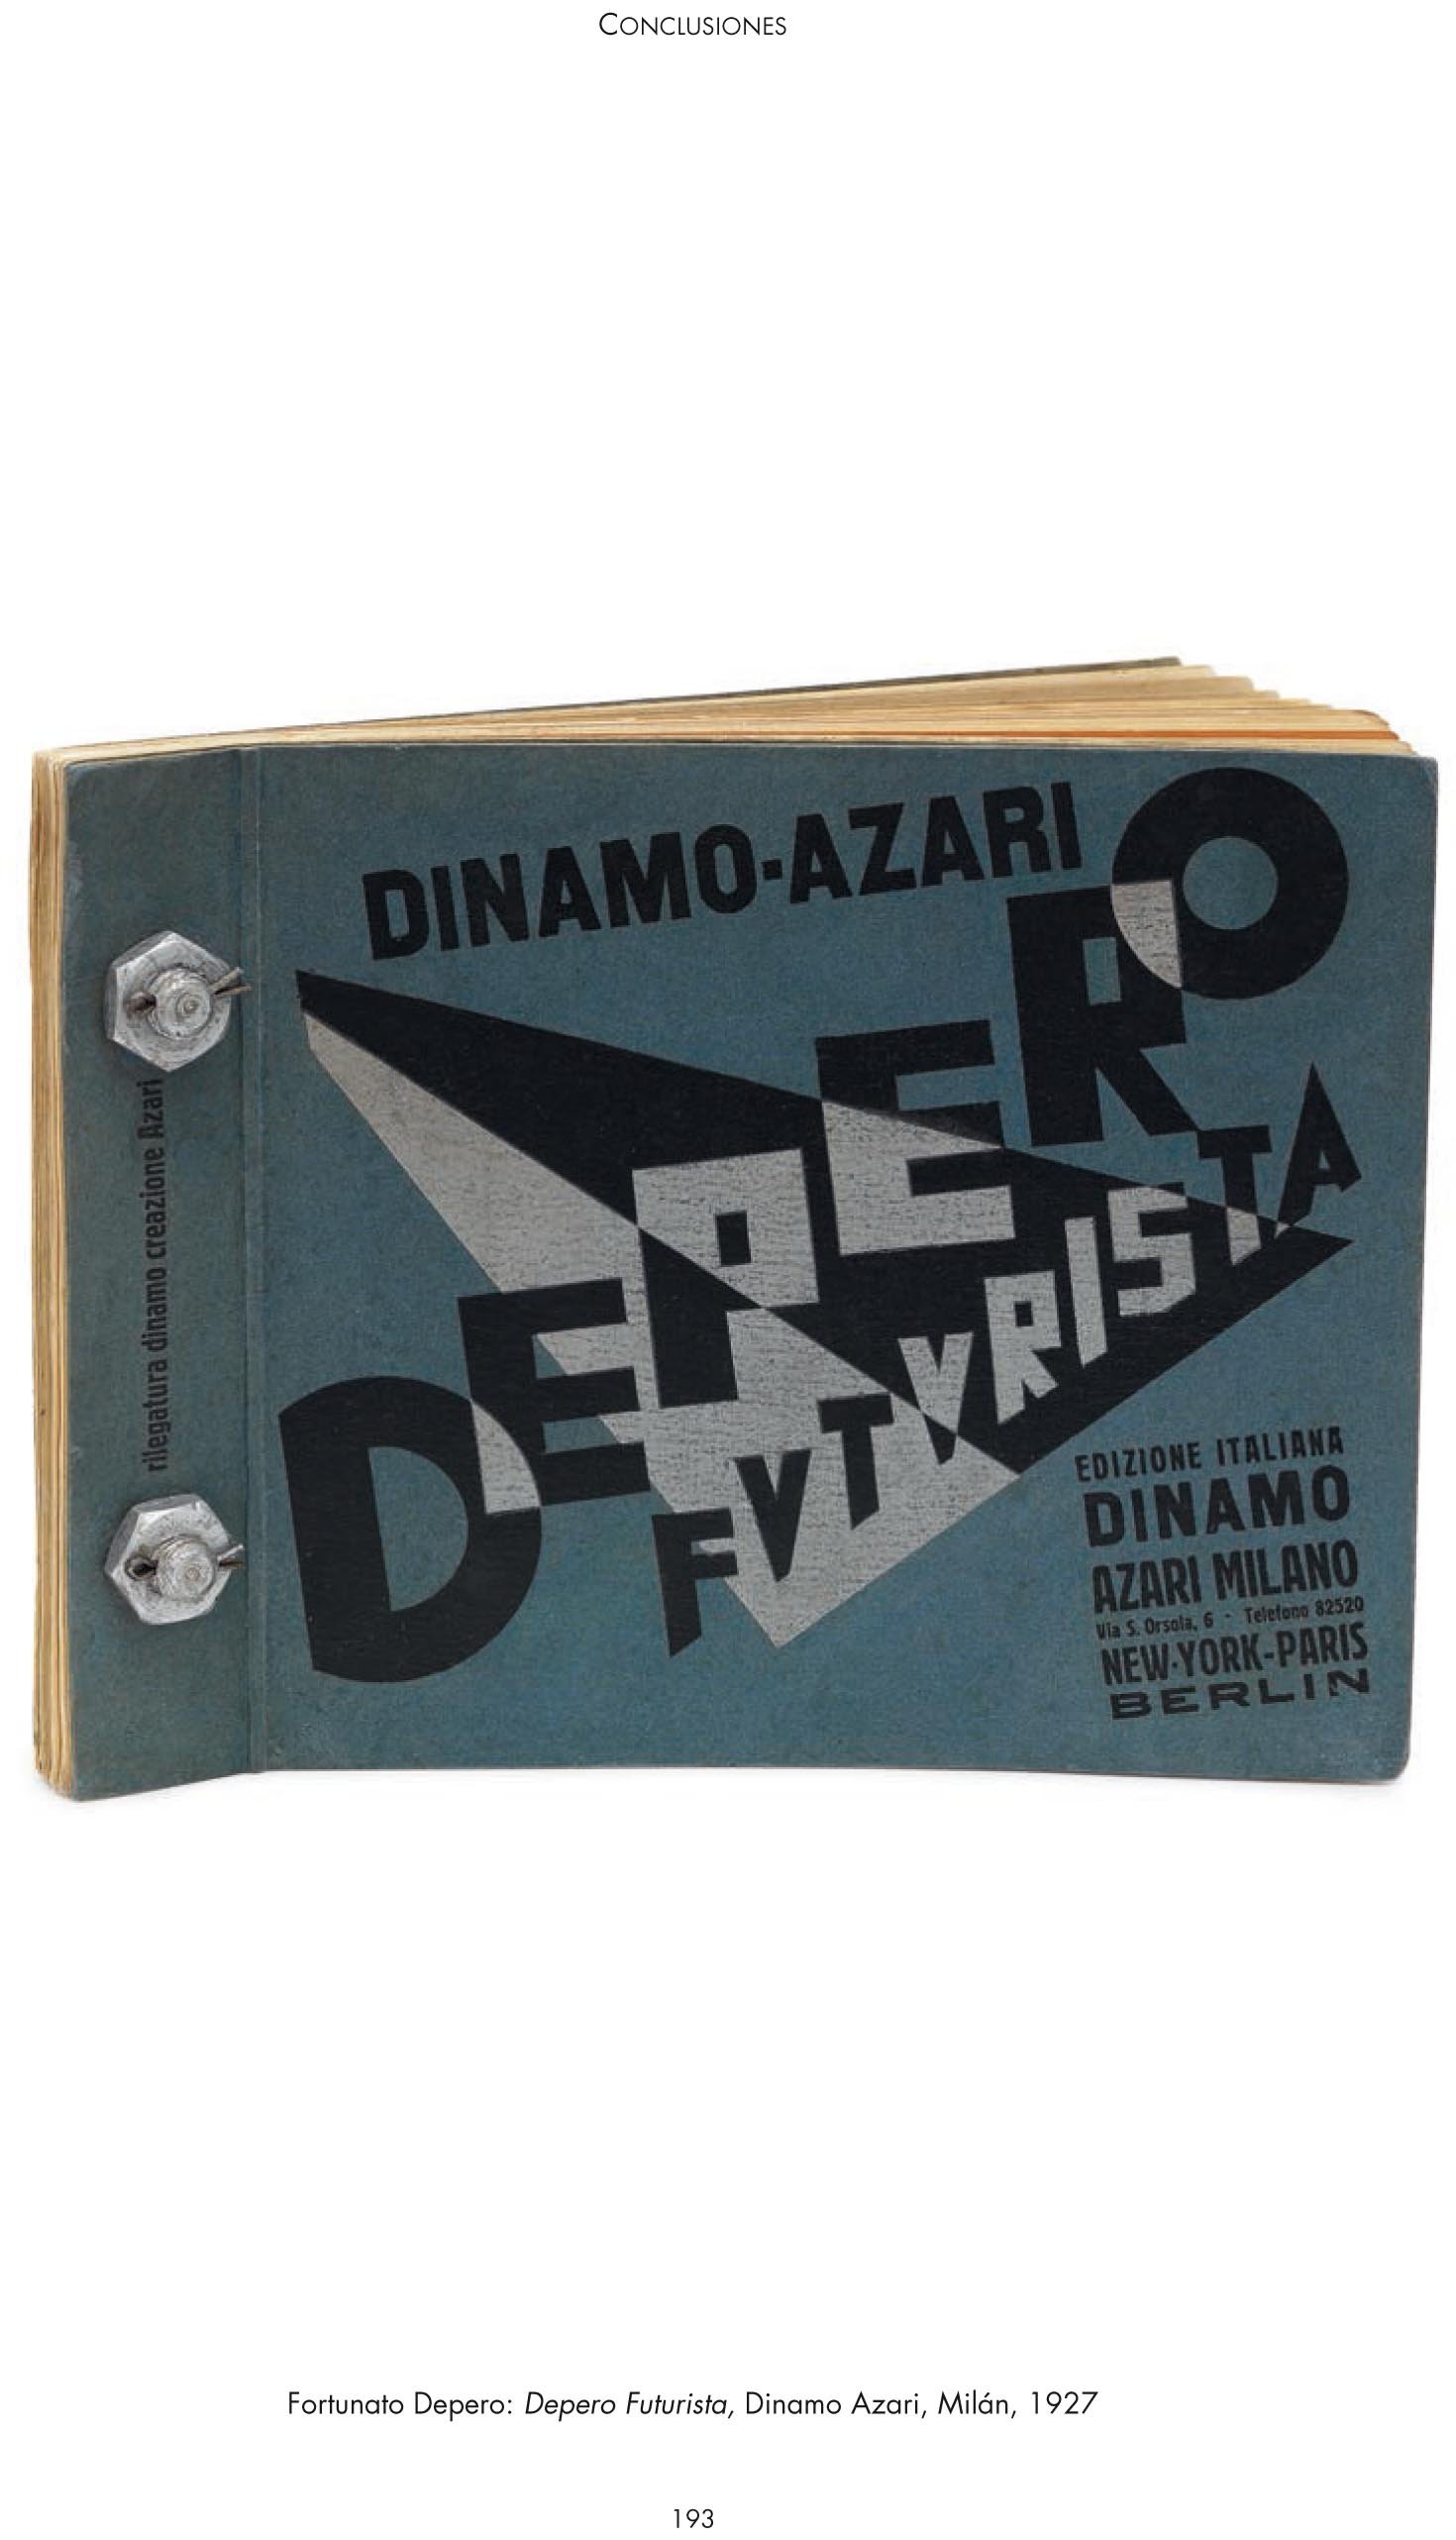 CONCLUSIONES
DINAMO-AZARI
DEPERO
FVTVRISTA
rilegatura dinamo creazione Azari
EDIZIONE ITALIANA
DINAMO
AZARI MILANO
Via S. Orsola, 6 - Telefono 82520
NEW-YORK-PARIS
BERLIN
Fortunato Depero: Depero Futurista, Dinamo Azari, Milán, 1927
193